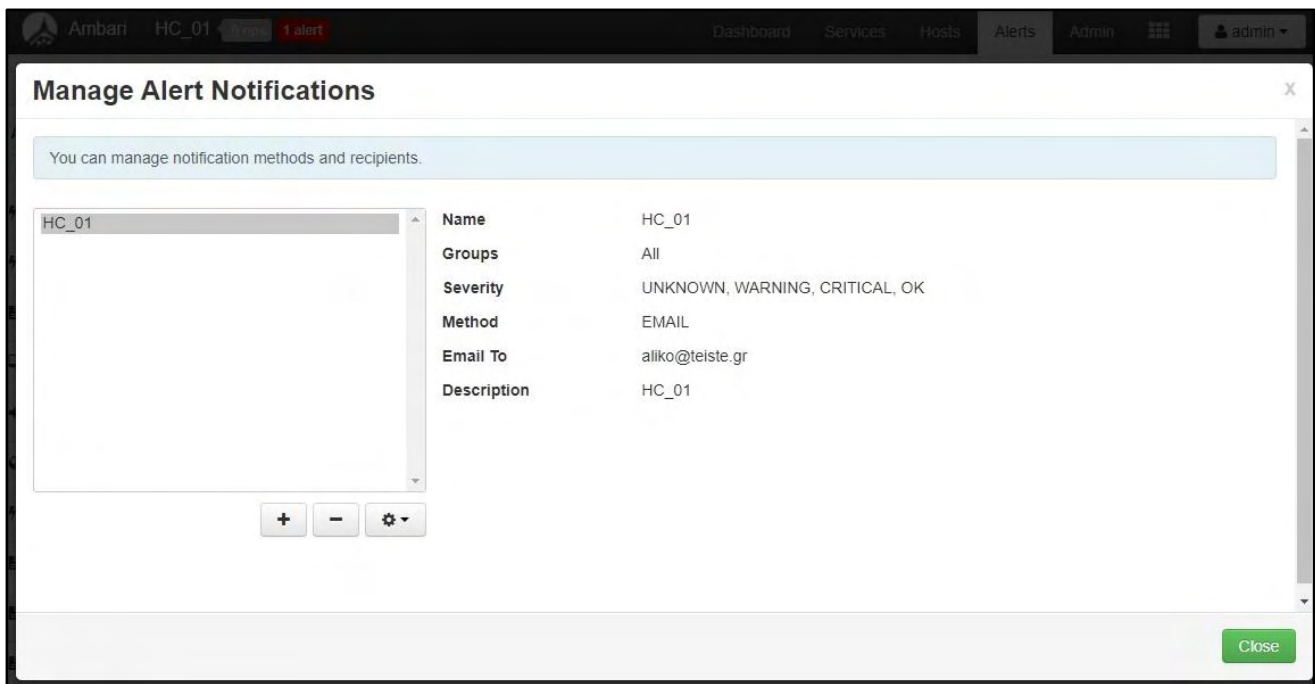 Ambari HC_01 0 ops 1 alert Dashboard Services Hosts Alerts Admin admin
Manage Alert Notifications X
You can manage notification methods and recipients.
HC_01
Name HC_01
Groups All
Severity UNKNOWN, WARNING, CRITICAL, OK
Method EMAIL
Email To aliko@teiste.gr
Description HC_01
Close